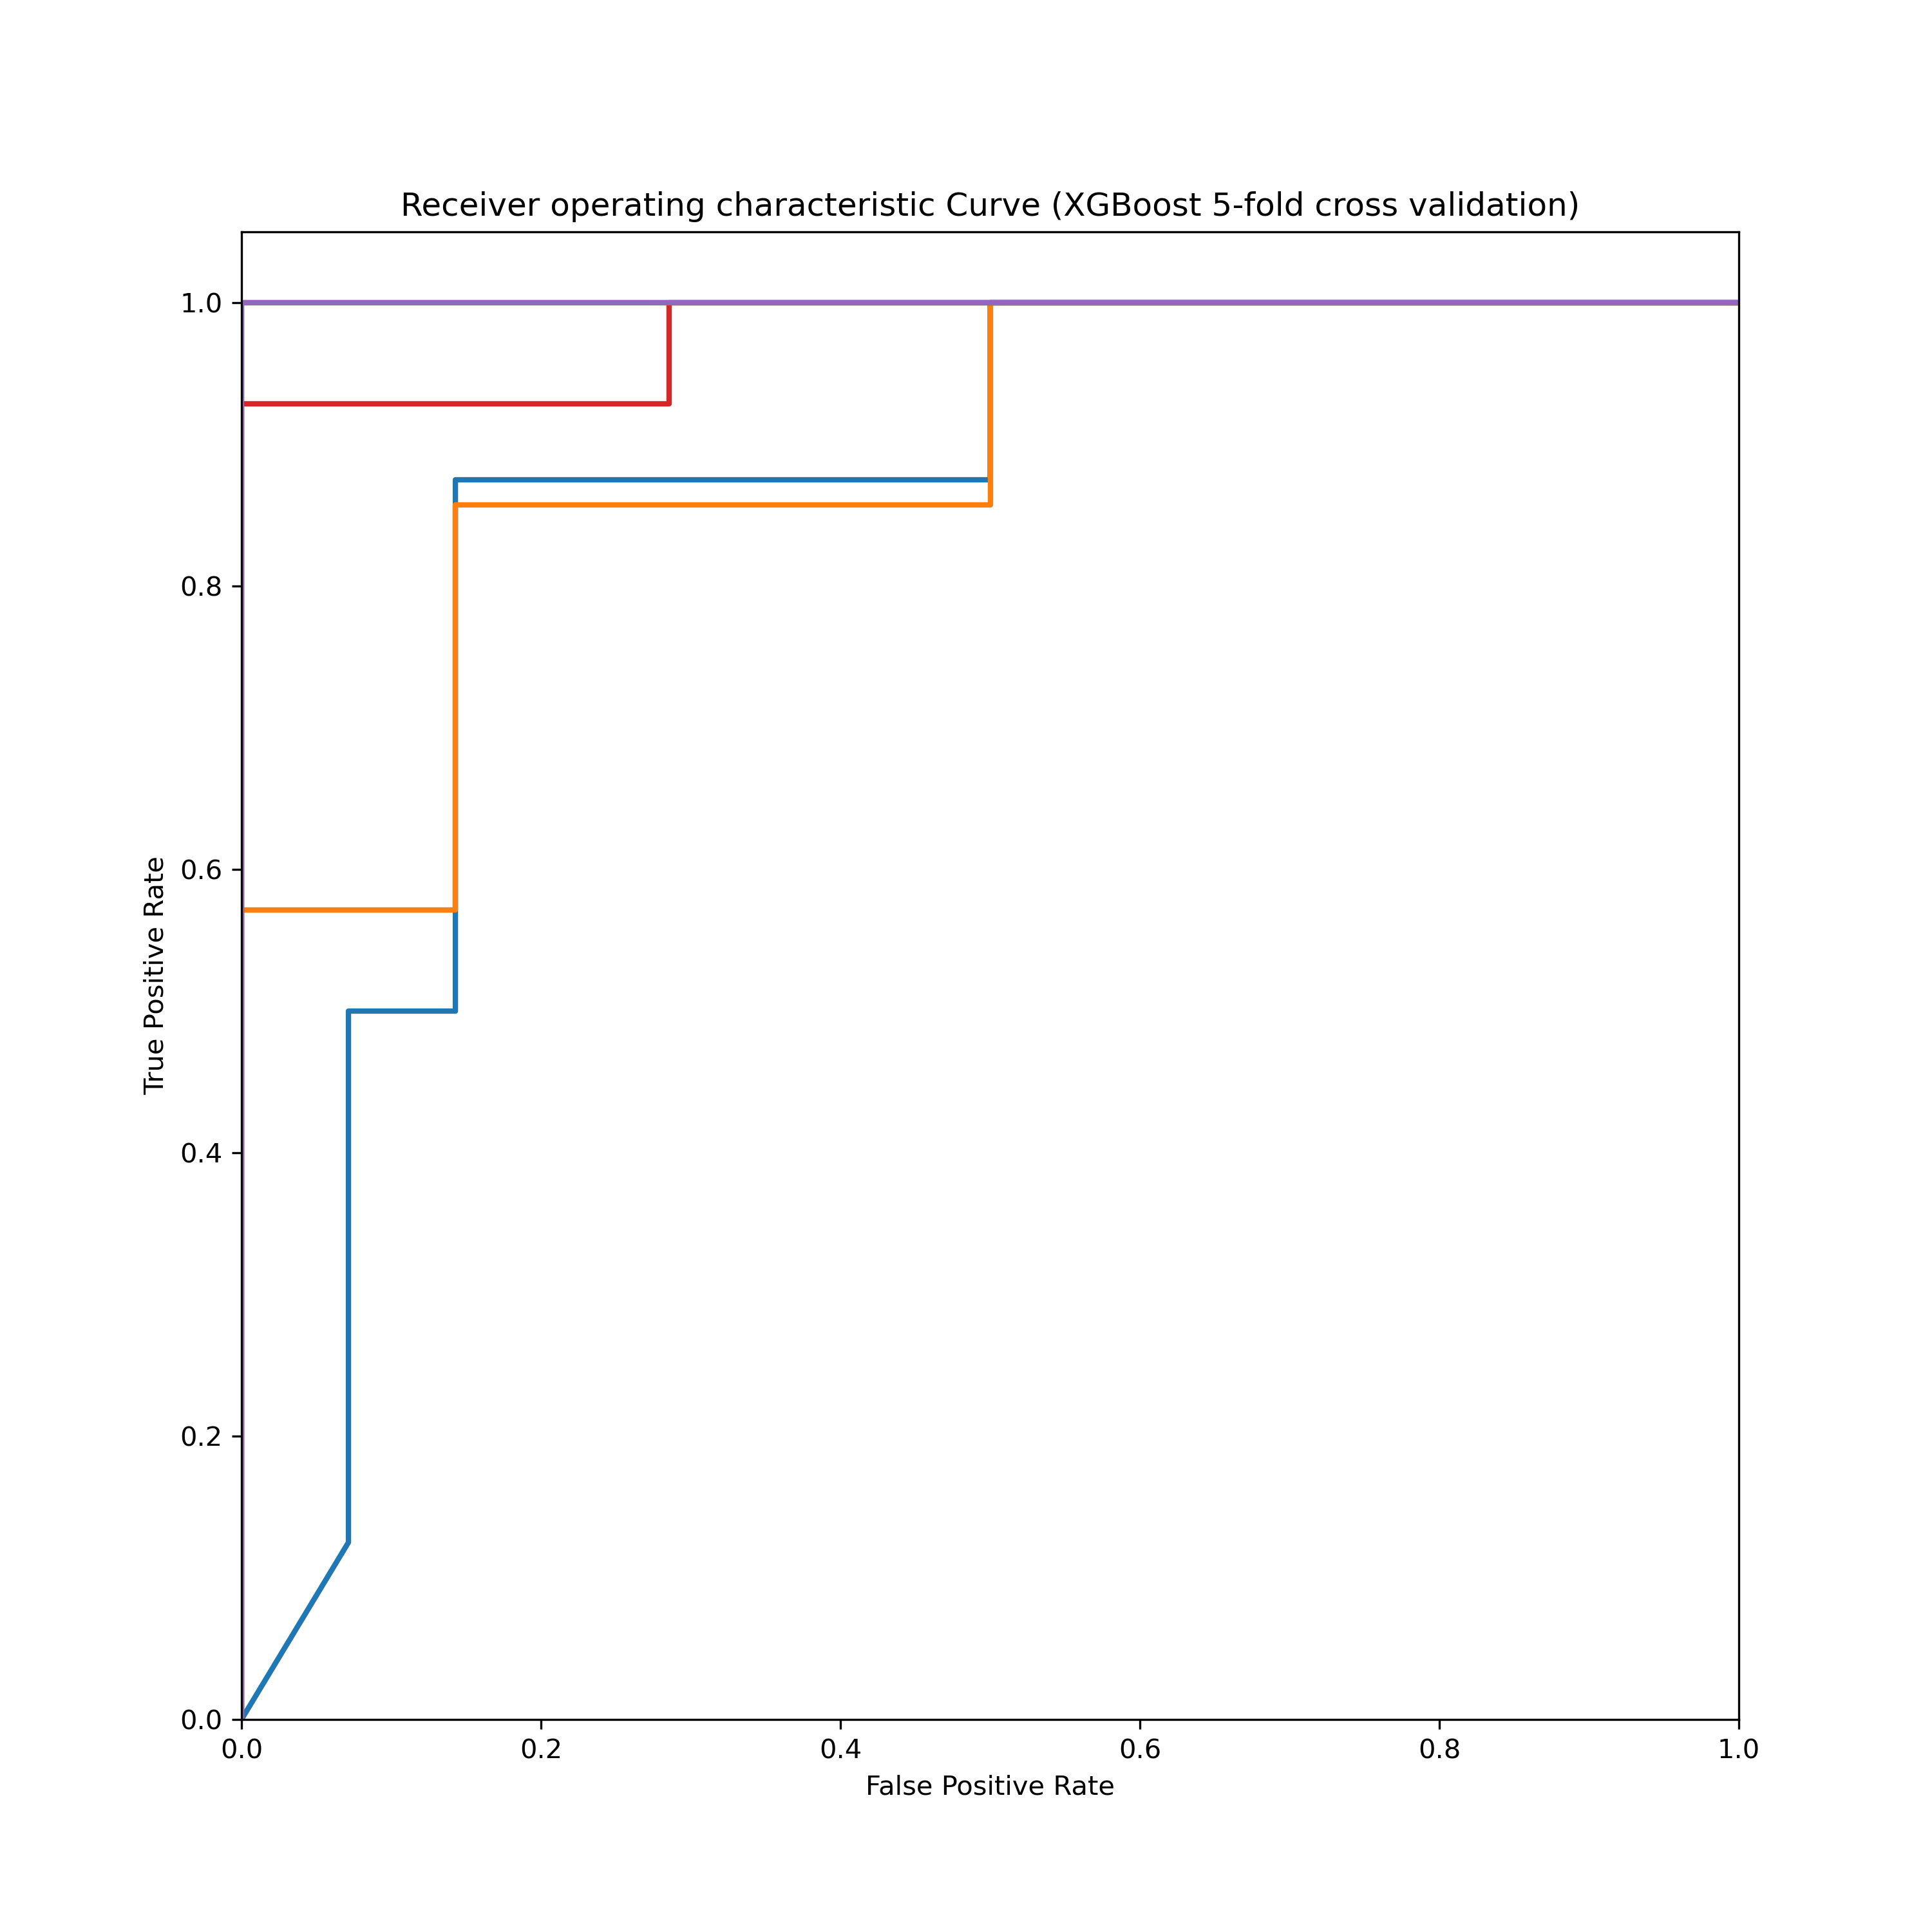 Receiver operating characteristic Curve (XGBoost 5-fold cross validation)
1.0
0.8
0.6
0.4
0.2
0.0
True Positive Rate
0.0 0.2 0.4 0.6 0.8 1.0
False Positive Rate